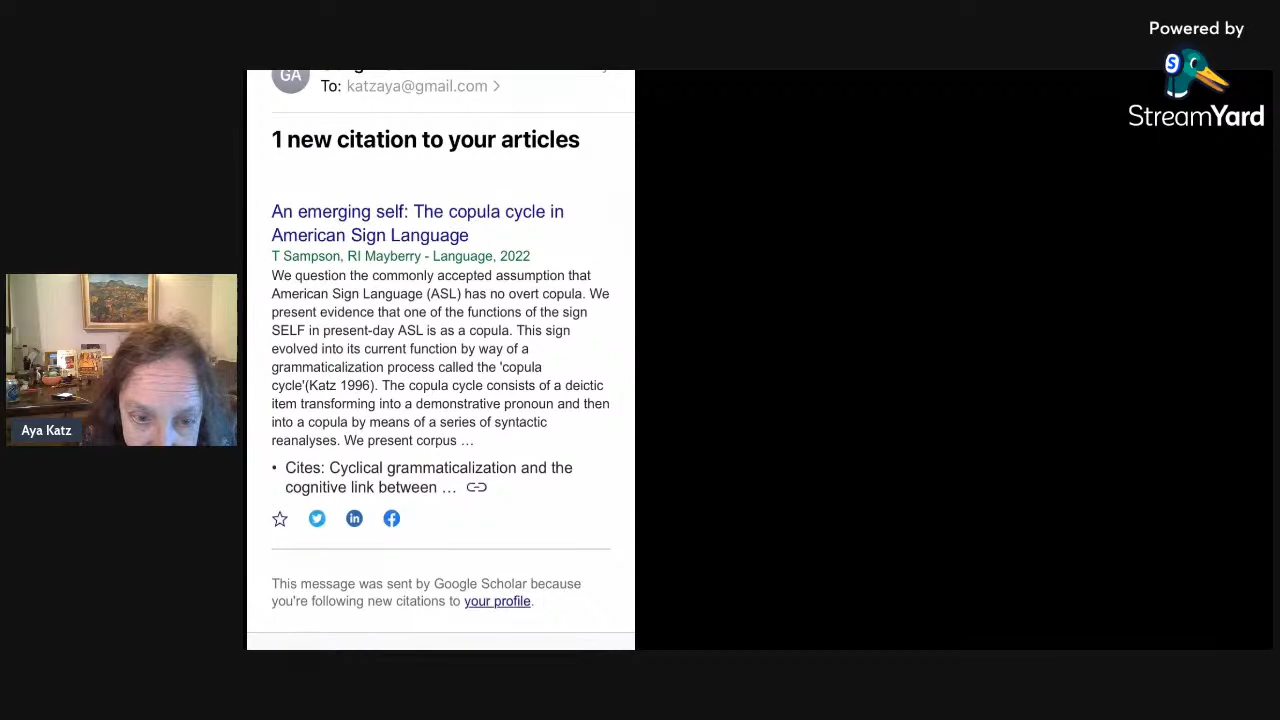 Powered by
StreamYard
GA
To: katzaya@gmail.com >
1 new citation to your articles
An emerging self: The copula cycle in
American Sign Language
T Sampson, RI Mayberry - Language, 2022
We question the commonly accepted assumption that
American Sign Language (ASL) has no overt copula. We
present evidence that one of the functions of the sign
SELF in present-day ASL is as a copula. This sign
evolved into its current function by way of a
grammaticalization process called the 'copula
cycle'(Katz 1996). The copula cycle consists of a deictic
item transforming into a demonstrative pronoun and then
into a copula by means of a series of syntactic
reanalyses. We present corpus …
• Cites: Cyclical grammaticalization and the
cognitive link between …
This message was sent by Google Scholar because
you're following new citations to your profile.
Aya Katz